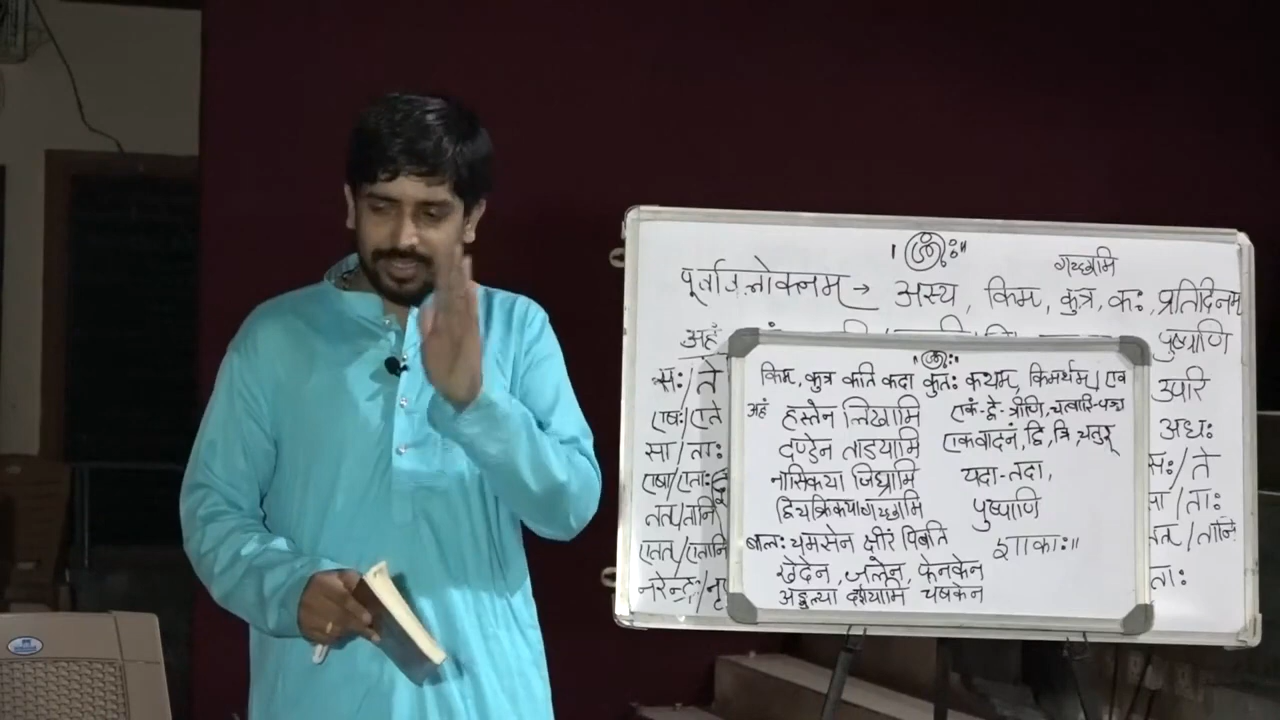 गच्छामि
पूर्वावलोकनम् → अस्य, किम्, कुत्र, कः, प्रतिदिनम्
अहं
पुष्पाणि
सः/ते
उपरि
एषः/एते
अधः
सा/ताः
एषा/एताः
सः/ते
तत्/तानि
सा/ताः
एतत्/एतानि
तत्/तानि
नरेन्द्रः/
ताः
किम्, कुत्र कति कदा कुतः कथम्, किमर्थम्, एव
अहं हस्तेन लिखामि एकं-द्वे-त्रीणि, चत्वारि-पञ्च
दण्डेन ताडयामि एकवादनं, द्वि, त्रि चतुर्
नासिकया जिघ्रामि यदा-तदा,
द्विचक्रिकया गच्छामि पुष्पाणि
बालः चमसेन क्षीरं पिबति शाकाः॥
खेदेन, जलेन, फेनकेन
अङ्गुल्या दर्शयामि चषकेन